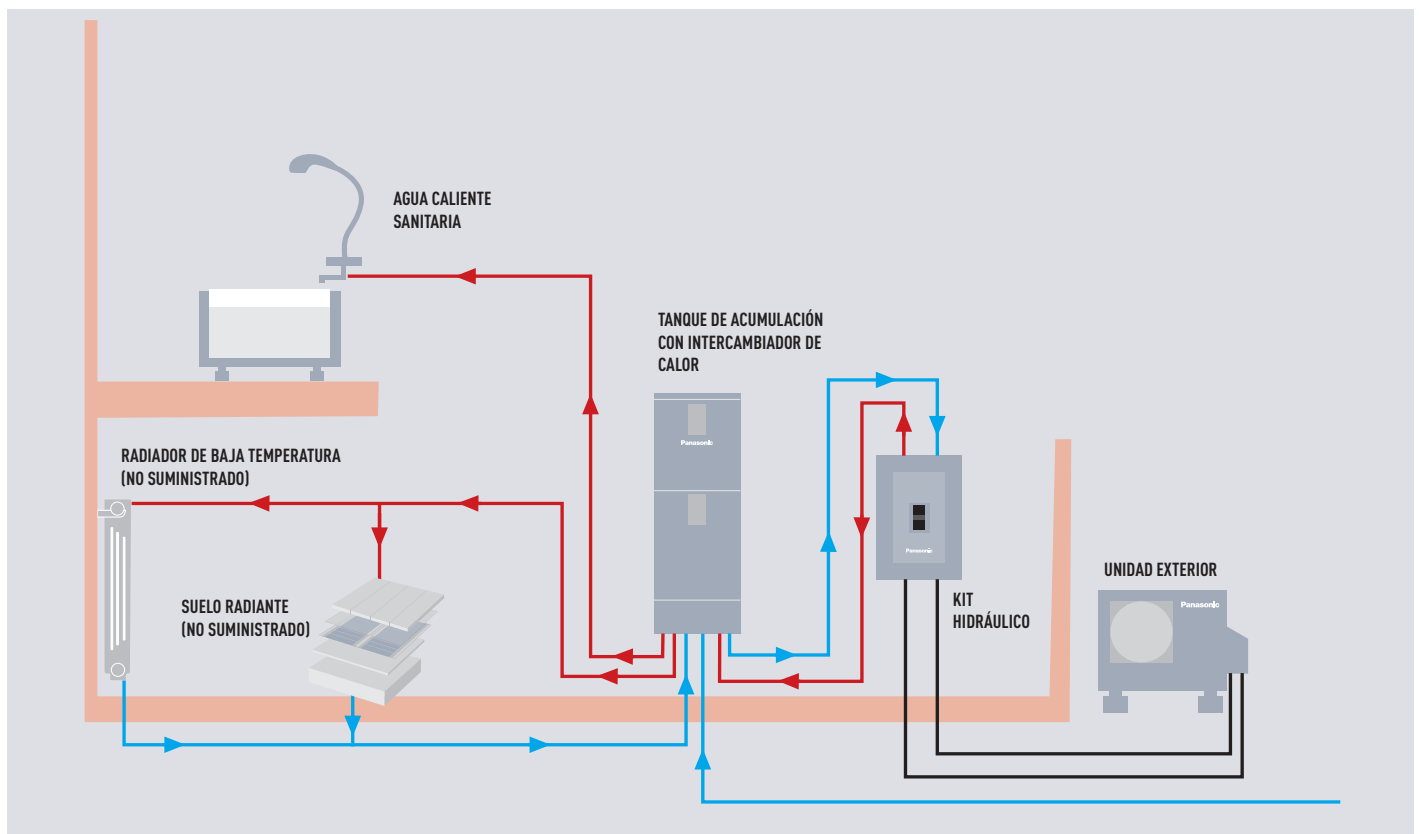 AGUA CALIENTE
SANITARIA
TANQUE DE ACUMULACIÓN
CON INTERCAMBIADOR DE
CALOR
Panasonic
RADIADOR DE BAJA TEMPERATURA
(NO SUMINISTRADO)
Panasonic
UNIDAD EXTERIOR
Panasonic
SUELO RADIANTE
(NO SUMINISTRADO)
KIT
HIDRÁULICO